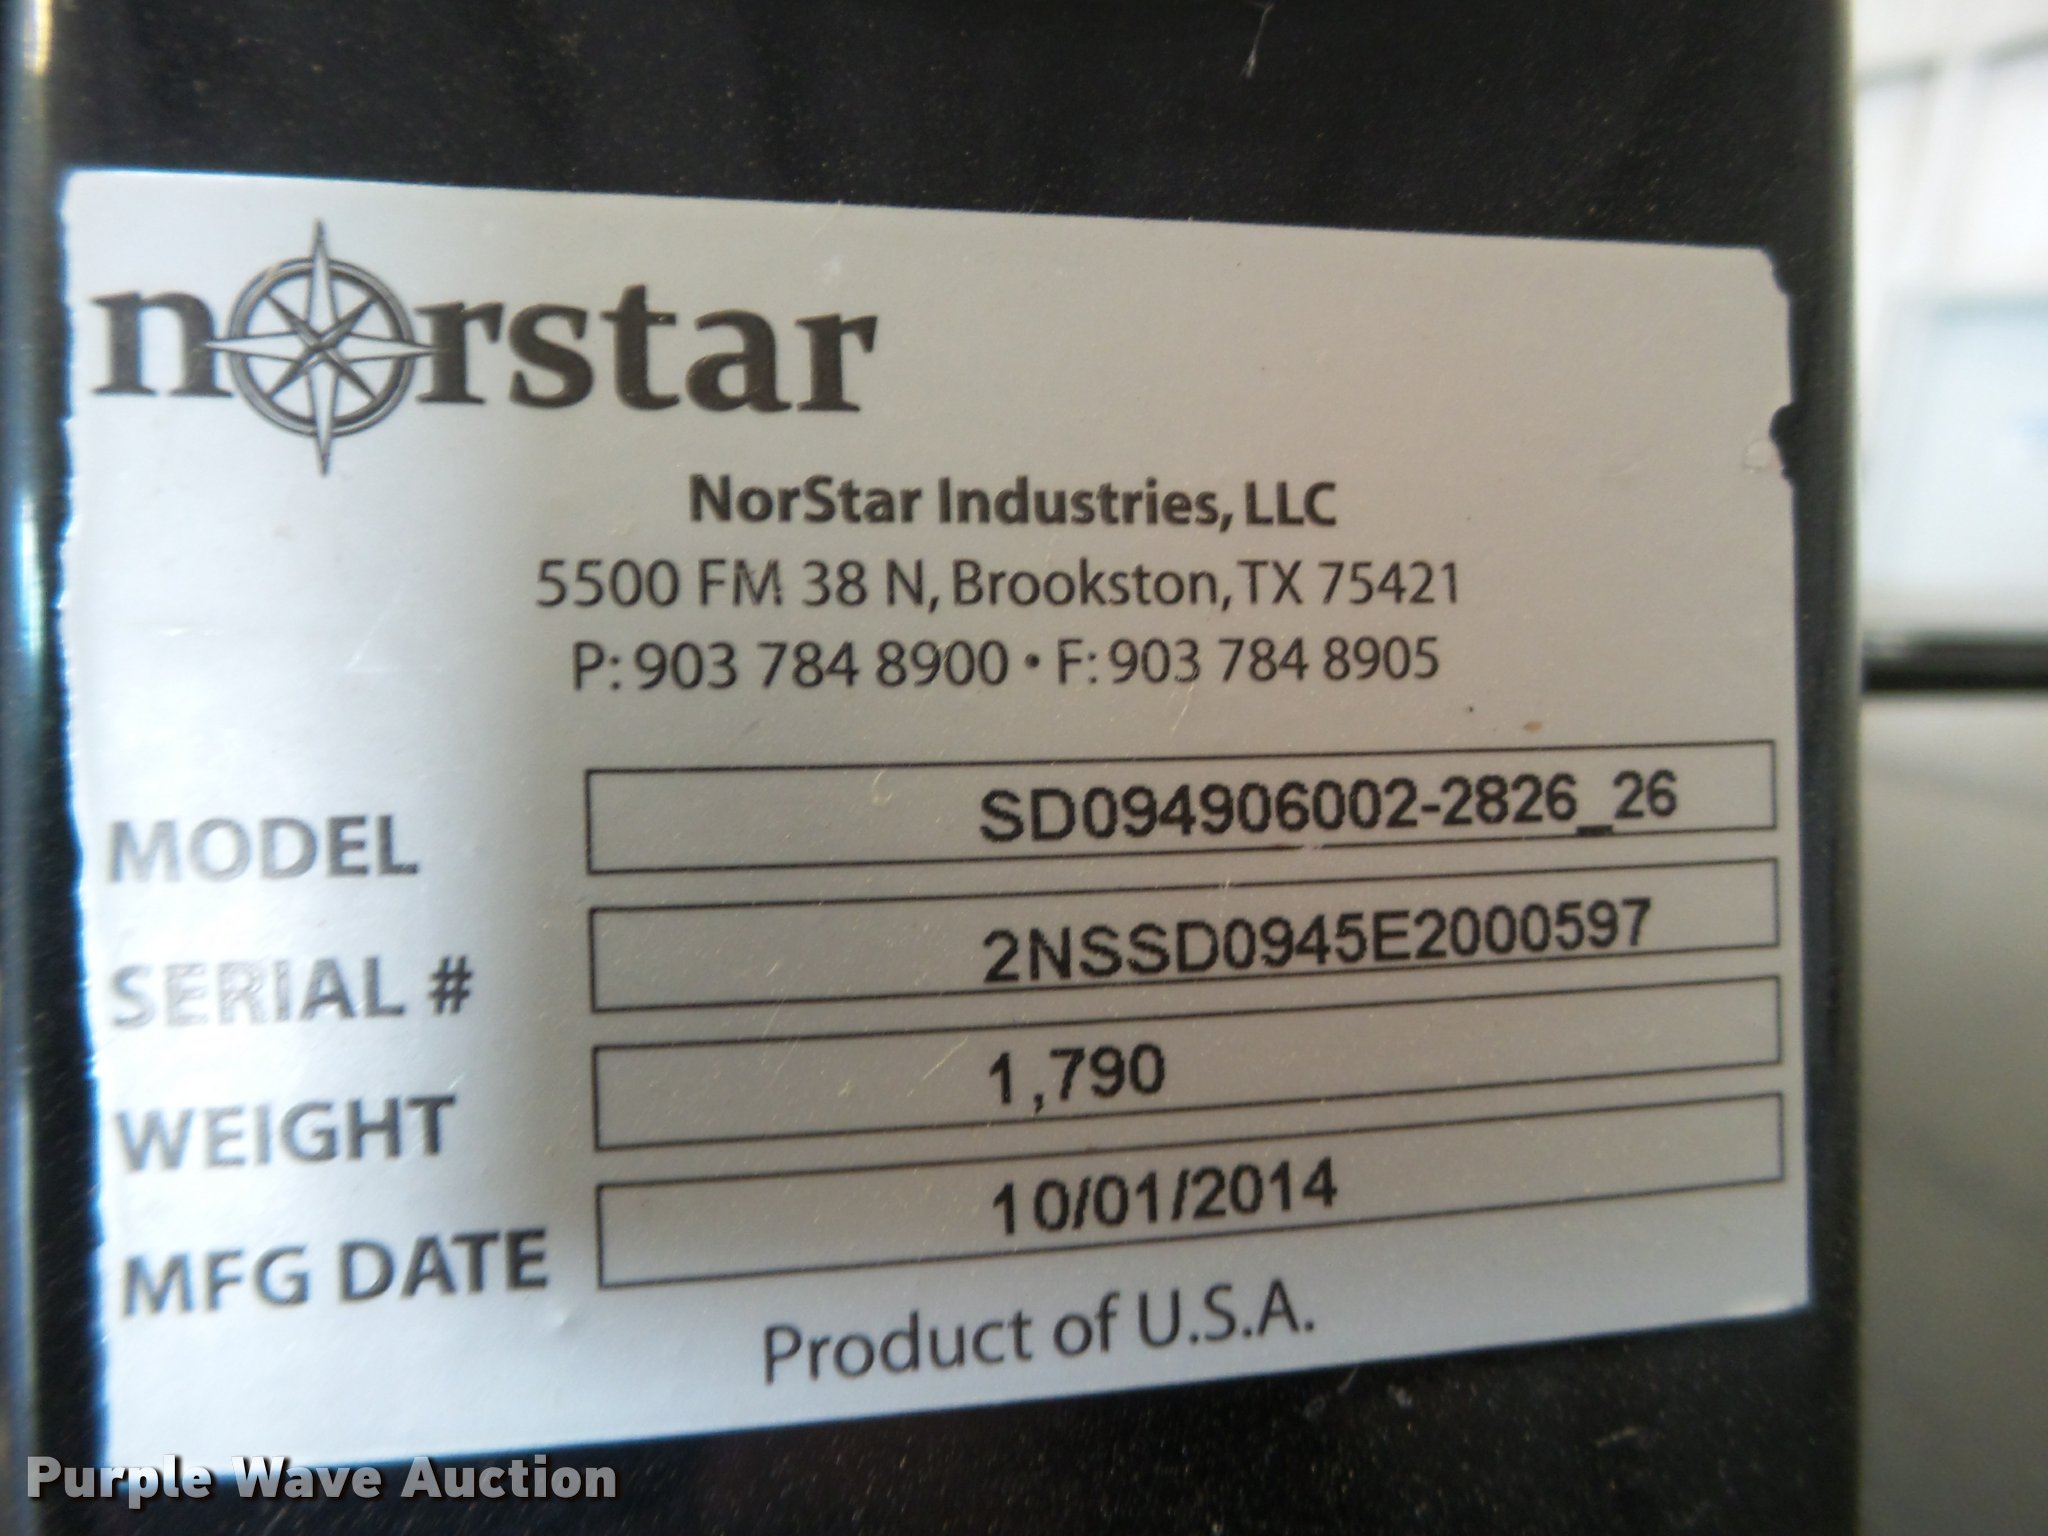 norstar
NorStar Industries, LLC
5500 FM 38 N, Brookston, TX 75421
P: 903 784 8900 • F: 903 784 8905
MODEL SD094906002-2826_26
SERIAL # 2NSSD0945E2000597
WEIGHT 1,790
MFG DATE 10/01/2014
Product of U.S.A.
Purple Wave Auction